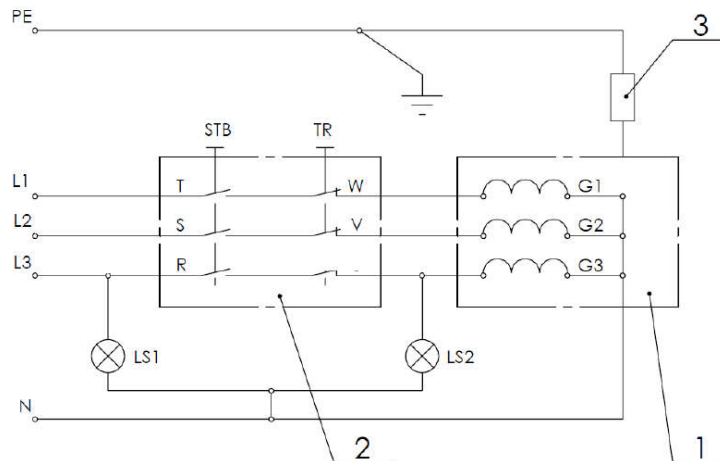 PE
3
STB TR
L1 T W G1
L2 S V G2
L3 R - G3
LS1 LS2
N
2 1